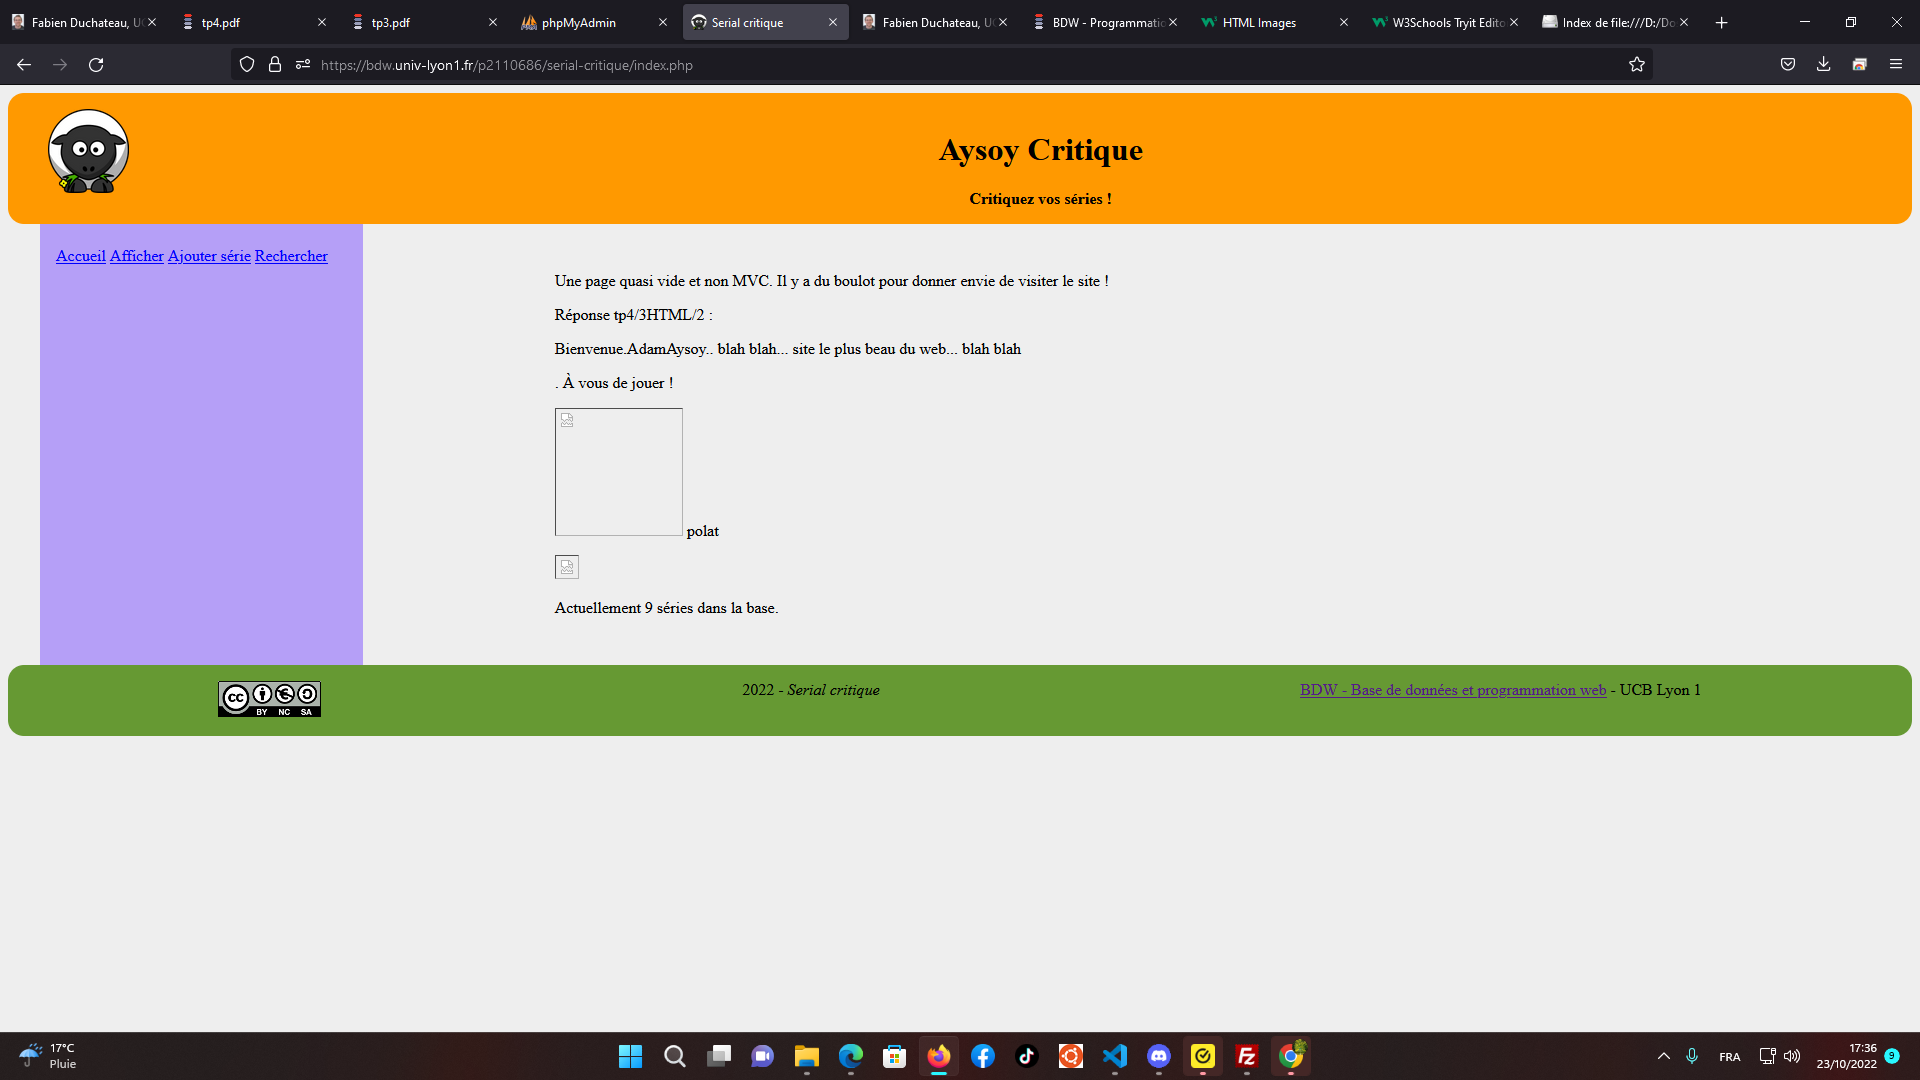 Fabien Duchateau, UC
tp4.pdf
tp3.pdf
phpMyAdmin
Serial critique
Fabien Duchateau, UC
BDW - Programmatio
HTML Images
W3Schools Tryit Edito
Index de file:///D:/Do
https://bdw.univ-lyon1.fr/p2110686/serial-critique/index.php
Aysoy Critique
Critiquez vos séries !
Accueil Afficher Ajouter série Rechercher
Une page quasi vide et non MVC. Il y a du boulot pour donner envie de visiter le site !
Réponse tp4/3HTML/2 :
Bienvenue.AdamAysoy.. blah blah... site le plus beau du web... blah blah
. À vous de jouer !
polat
Actuellement 9 séries dans la base.
cc BY NC SA
2022 - Serial critique
BDW - Base de données et programmation web - UCB Lyon 1
17°C
Pluie
FRA
17:36
23/10/2022
9